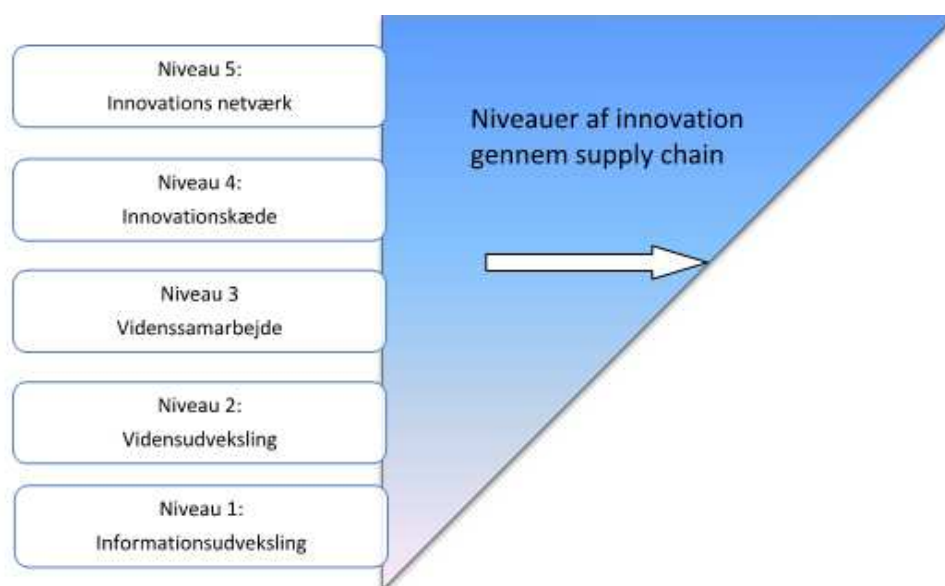 Niveau 5:
Innovations netværk
Niveauer af innovation
gennem supply chain
Niveau 4:
Innovationskæde
Niveau 3
Videnssamarbejde
Niveau 2:
Vidensudveksling
Niveau 1:
Informationsudveksling